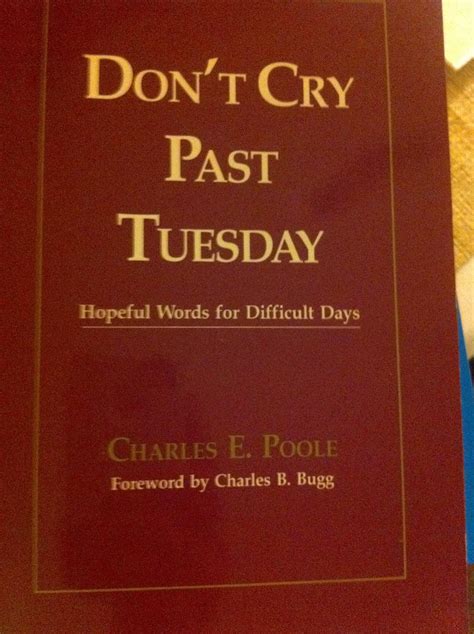 DON'T CRY
PAST
TUESDAY
Hopeful Words for Difficult Days
CHARLES E. POOLE
Foreword by Charles B. Bugg